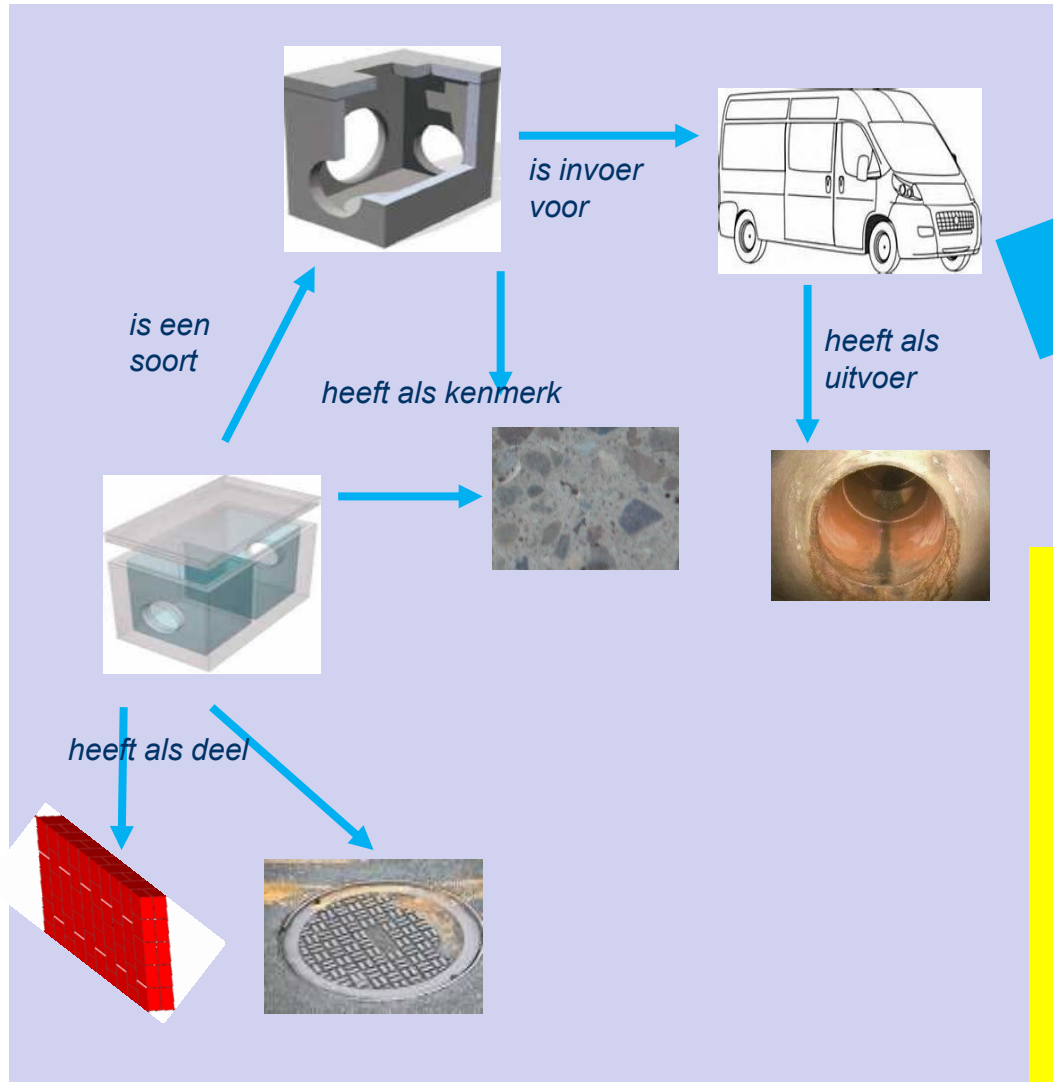 is invoer
voor
is een
soort
heeft als
uitvoer
heeft als kenmerk
heeft als deel